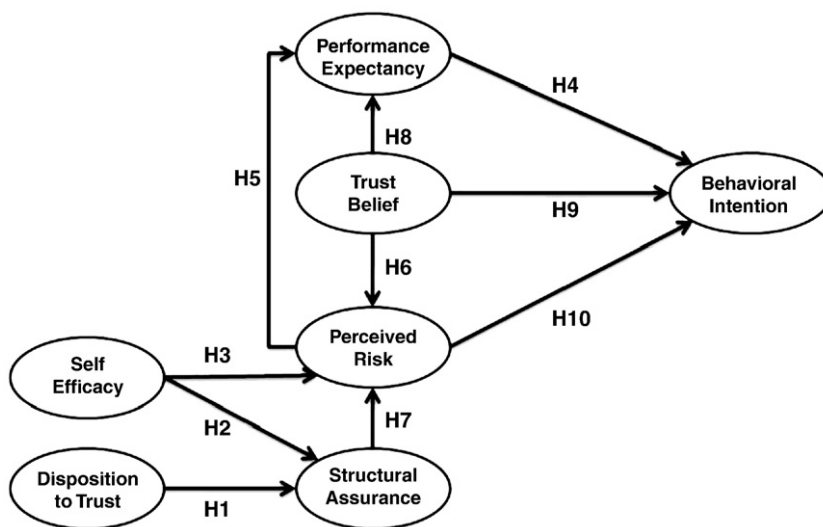 Performance
Expectancy
H4
H8
H5
Trust
Belief
H9
Behavioral
Intention
H6
H10
Perceived
Risk
Self
Efficacy
H3
H2
H7
Disposition
to Trust
H1
Structural
Assurance